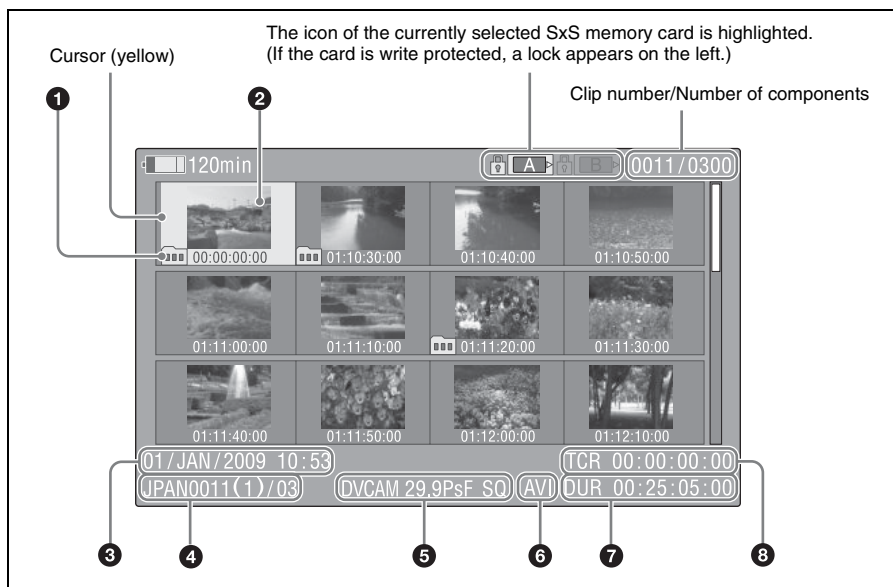 The icon of the currently selected SxS memory card is highlighted.
(If the card is write protected, a lock appears on the left.)
Cursor (yellow)
Clip number/Number of components
1
2
120min
A
B
0011/0300
00:00:00:00
01:10:30:00
01:10:40:00
01:10:50:00
01:11:00:00
01:11:10:00
01:11:20:00
01:11:30:00
01:11:40:00
01:11:50:00
01:12:00:00
01:12:10:00
01/JAN/2009 10:53
TCR 00:00:00:00
JPAN0011(1)/03
DVCAM 29.9PsF SQ
AVI
DUR 00:25:05:00
3
4
5
6
7
8